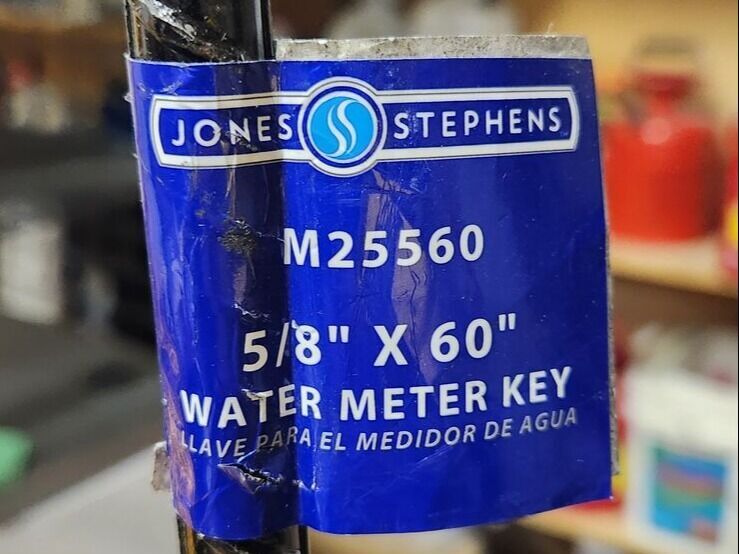 JONES STEPHENS
M25560
5/8" X 60"
WATER METER KEY
LLAVE PARA EL MEDIDOR DE AGUA